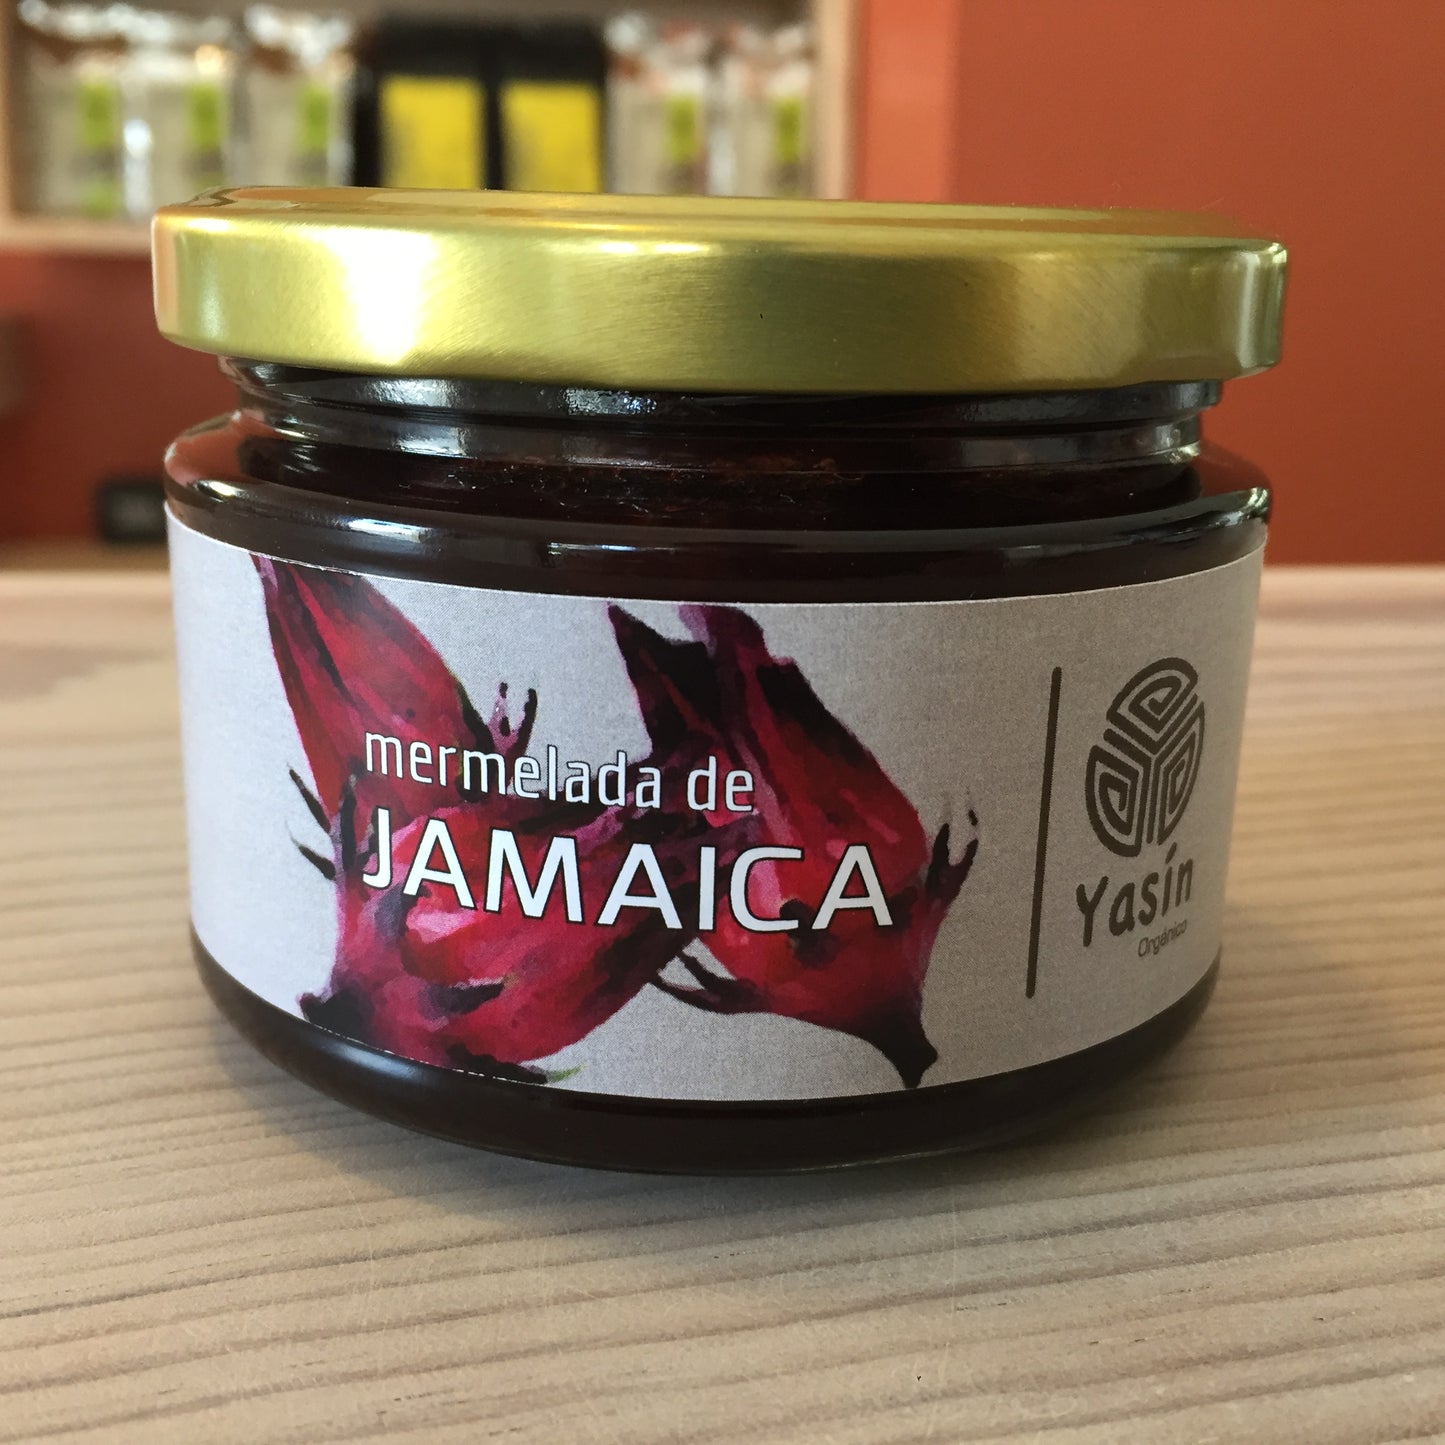 mermelada de
JAMAICA
Yasín
Orgánico